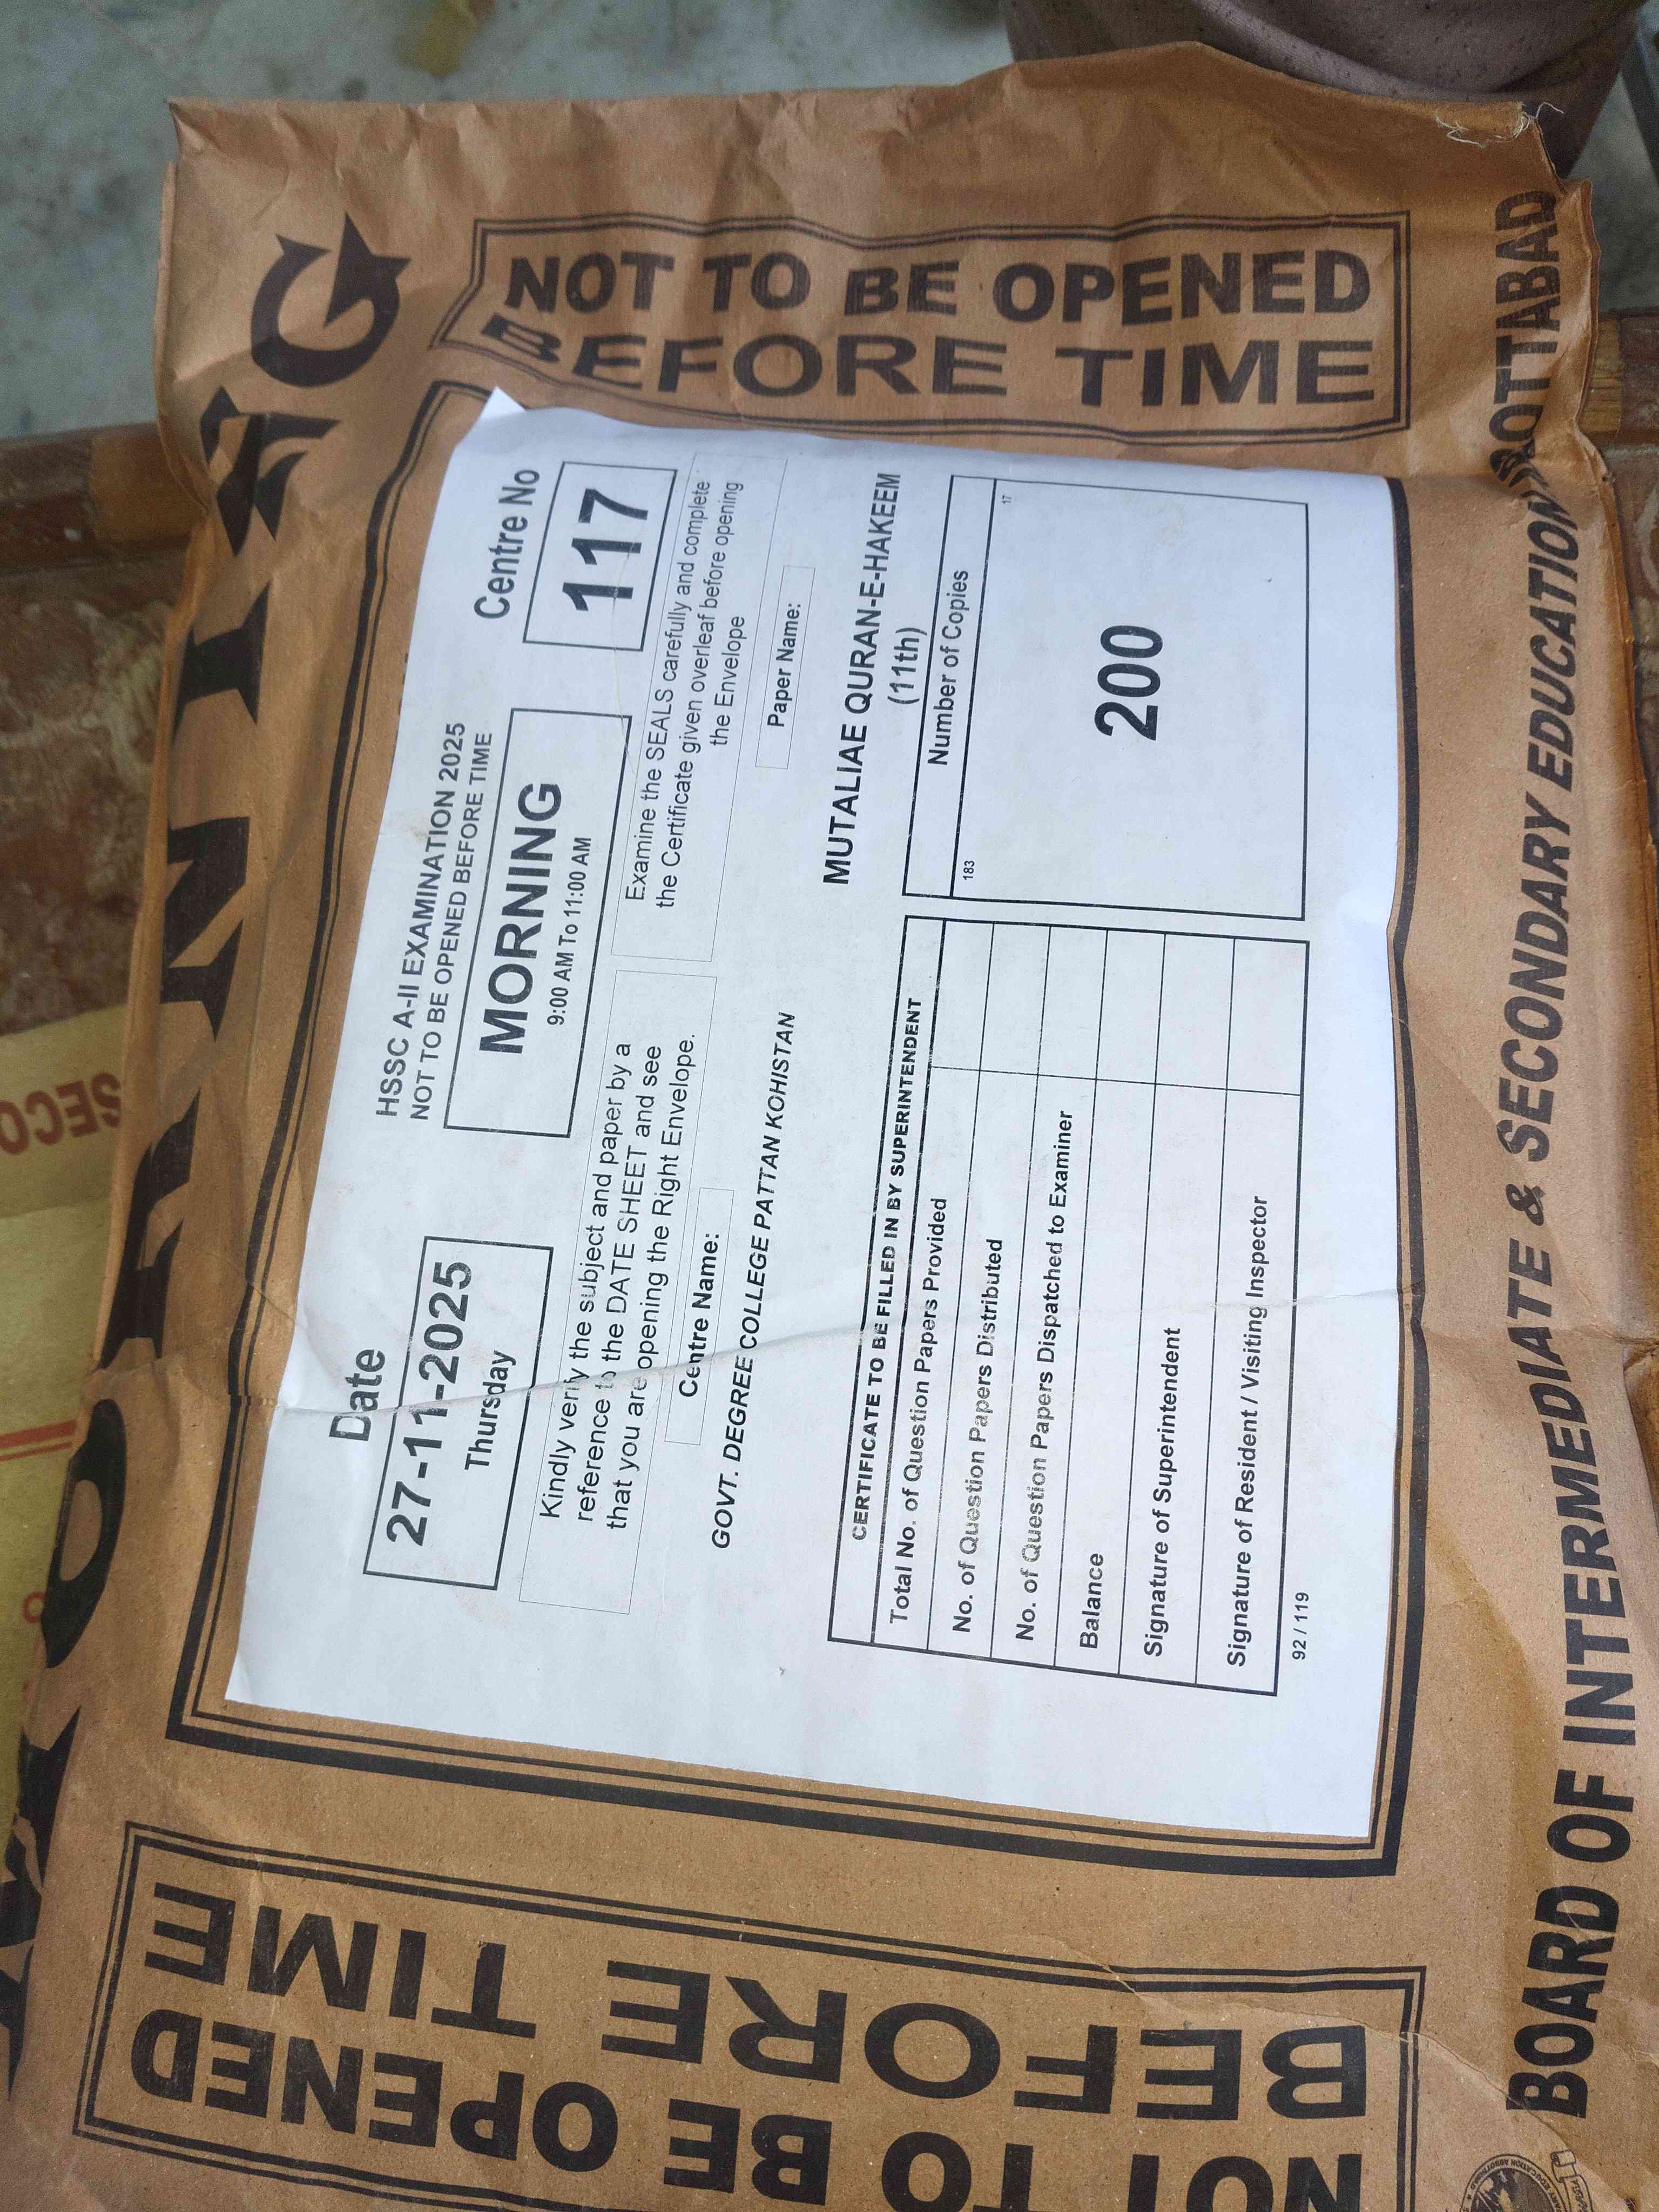 MORNING
NOT TO BE OPENED
BEFORE TIME
HSSC A-II EXAMINATION 2025
NOT TO BE OPENED BEFORE TIME
Date
27-11-2025
Thursday
MORNING
9:00 AM To 11:00 AM
Centre No
117
Kindly verify the subject and paper by a
reference to the DATE SHEET and see
that you are opening the Right Envelope.
Examine the SEALS carefully and complete
the Certificate given overleaf before opening
the Envelope
Centre Name:
GOVT. DEGREE COLLEGE PATTAN KOHISTAN
Paper Name:
MUTALIAE QURAN-E-HAKEEM
(11th)
CERTIFICATE TO BE FILLED IN BY SUPERINTENDENT
Total No. of Question Papers Provided
No. of Question Papers Distributed
No. of Question Papers Dispatched to Examiner
Balance
Signature of Superintendent
Signature of Resident / Visiting Inspector
92 / 119
Number of Copies
183
17
200
NOT TO BE OPENED
BEFORE TIME
BOARD OF INTERMEDIATE & SECONDARY EDUCATION ABBOTTABAD
SECO